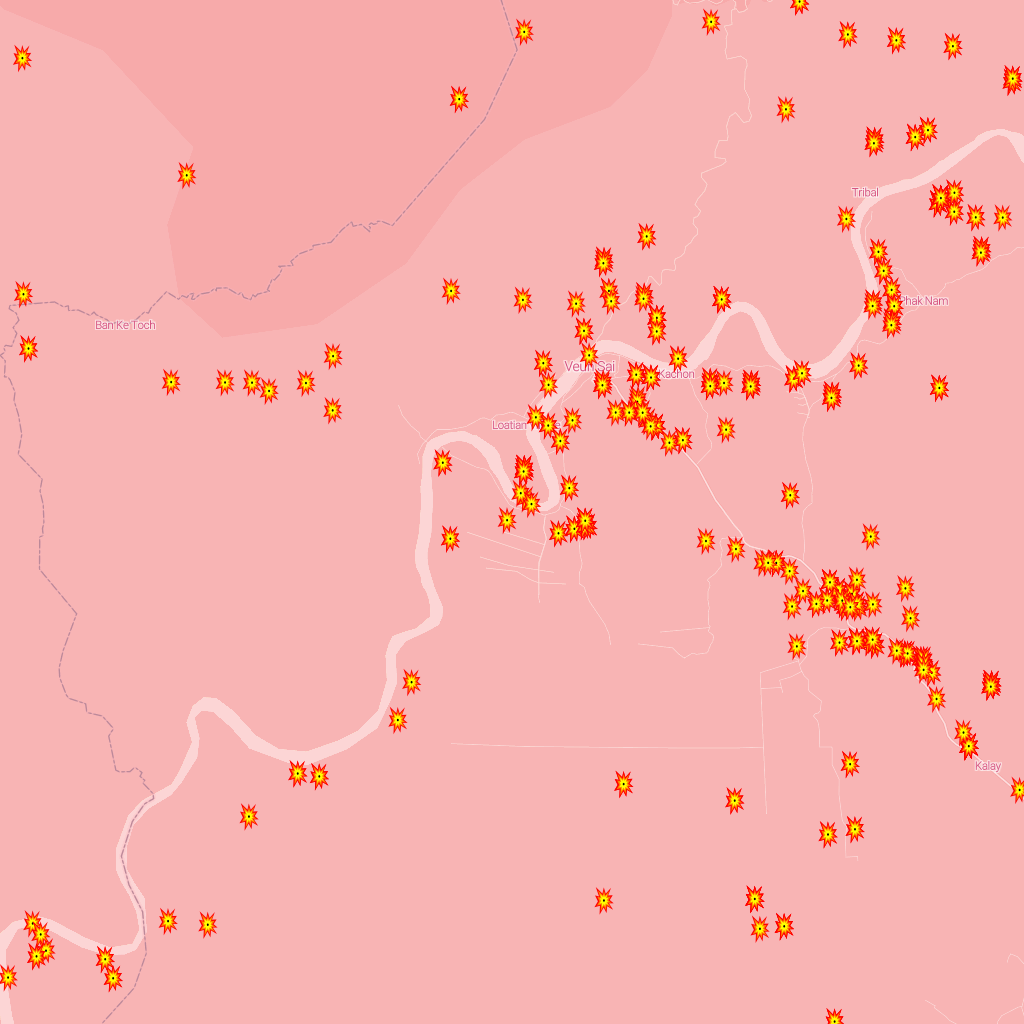 Tribal
Phak Nam
Ban Ke Toch
Veun Sai
Kachon
Loatian
Kalay